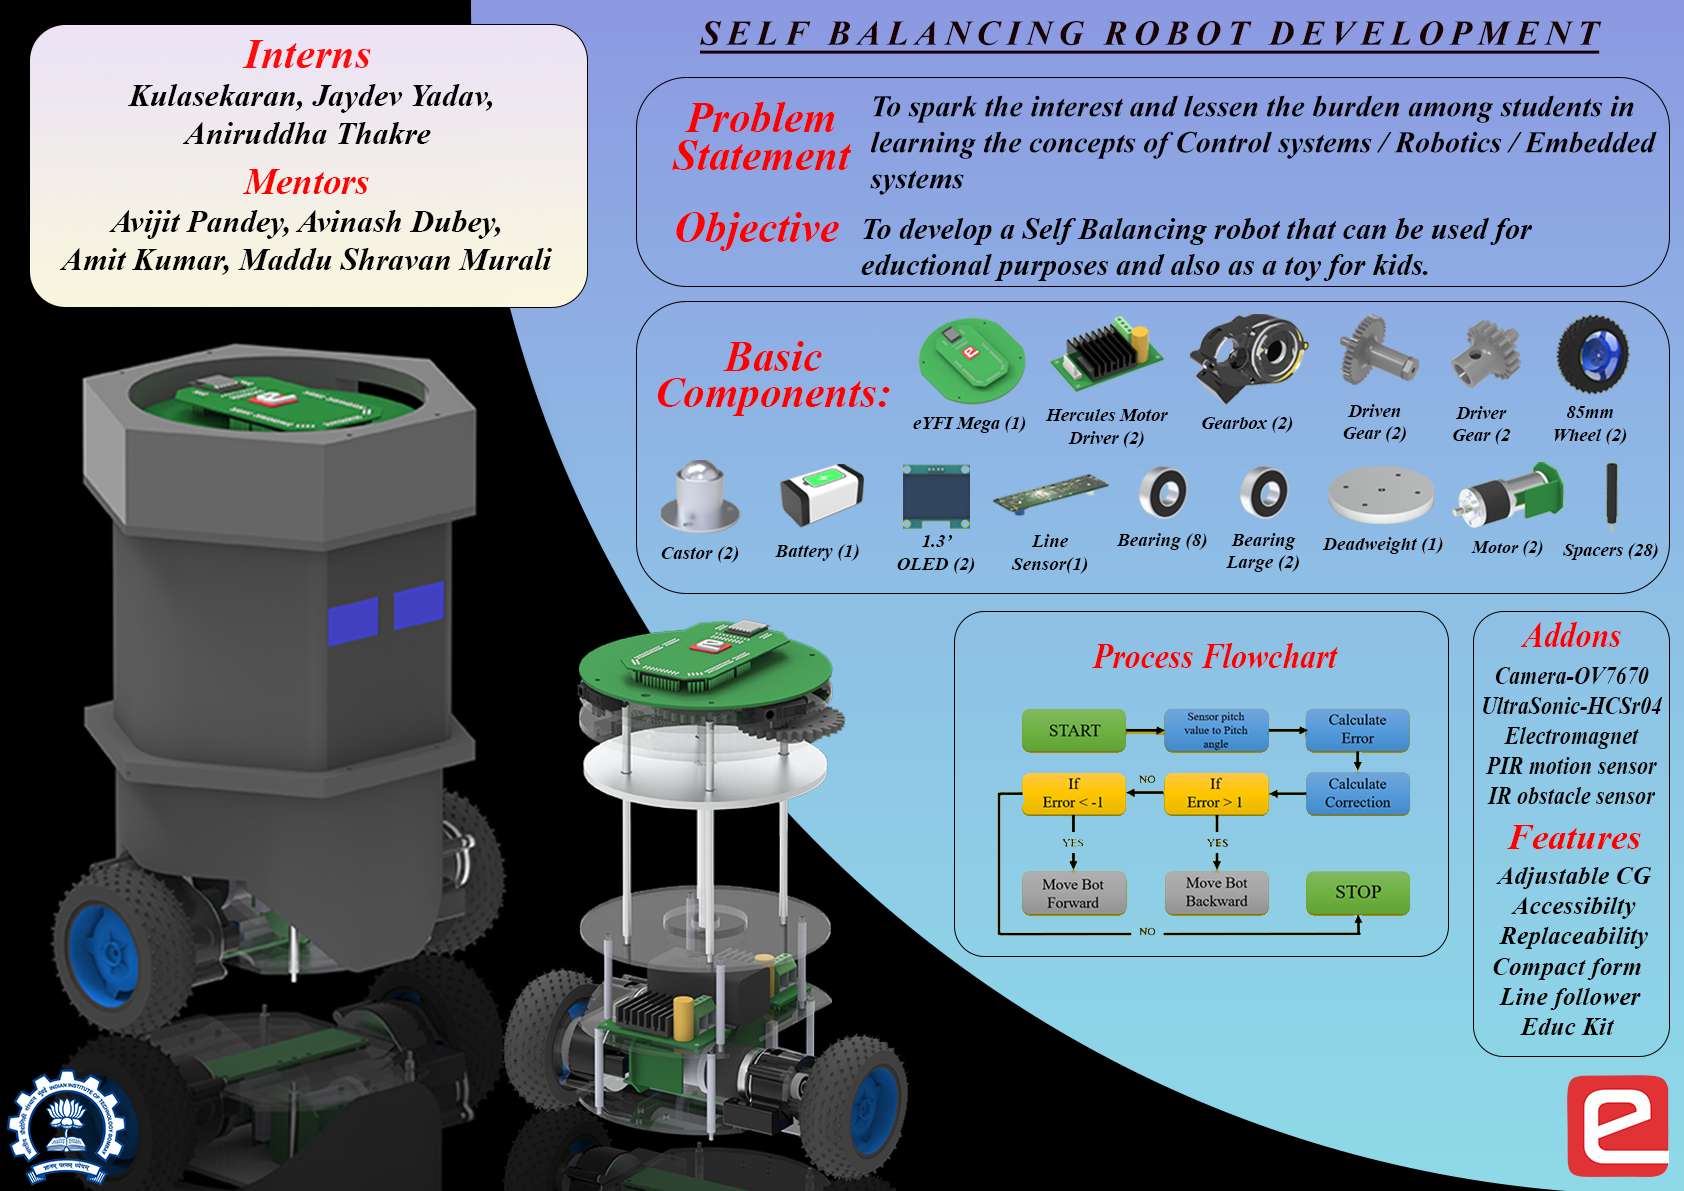 SELF BALANCING ROBOT DEVELOPMENT
Interns
Kulasekaran, Jaydev Yadav,
Aniruddha Thakre
Mentors
Avijit Pandey, Avinash Dubey,
Amit Kumar, Maddu Shravan Murali
Problem
Statement
To spark the interest and lessen the burden among students in
learning the concepts of Control systems / Robotics / Embedded
systems
Objective
To develop a Self Balancing robot that can be used for
eductional purposes and also as a toy for kids.
Basic
Components:
eYFI Mega (1)
Hercules Motor
Driver (2)
Gearbox (2)
Driven
Gear (2)
Driver
Gear (2
85mm
Wheel (2)
Castor (2)
Battery (1)
1.3’
OLED (2)
Line
Sensor(1)
Bearing (8)
Bearing
Large (2)
Deadweight (1)
Motor (2)
Spacers (28)
Process Flowchart
START
Sensor pitch
value to Pitch
angle
Calculate
Error
If
Error < -1
NO
If
Error > 1
Calculate
Correction
YES
YES
Move Bot
Forward
Move Bot
Backward
STOP
NO
Addons
Camera-OV7670
UltraSonic-HCSr04
Electromagnet
PIR motion sensor
IR obstacle sensor
Features
Adjustable CG
Accessibilty
Replaceability
Compact form
Line follower
Educ Kit
INDIAN INSTITUTE OF TECHNOLOGY BOMBAY
ज्ञानम् परमम् ध्येयम्
e